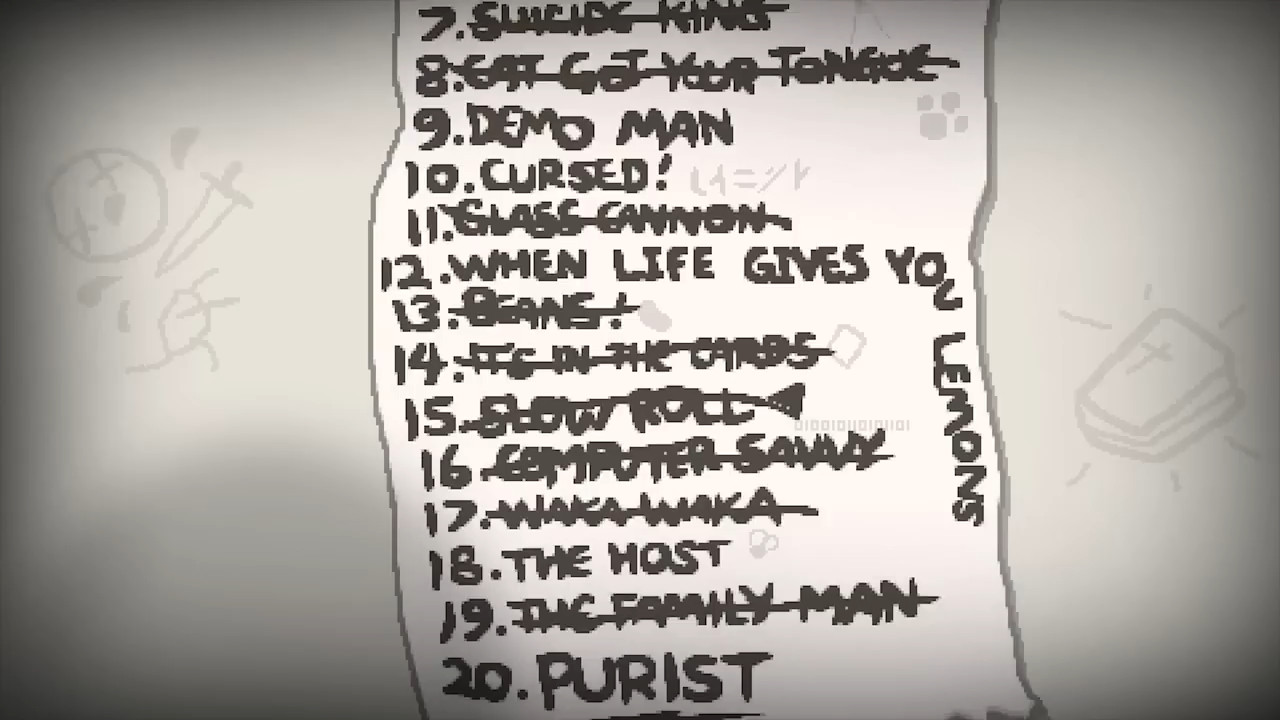 7. SUICIDE KING
8. CAT GOT YOUR TONGUE
9. DEMO MAN
10. CURSED!
11. GLASS CANNON
12. WHEN LIFE GIVES YOU LEMONS
13. BEANS!
14. IT'S IN THE CARDS
15. SLOW ROLL
010100101010101
16. COMPUTER SAVVY
17. WAKA WAKA
18. THE HOST
19. THE FAMILY MAN
20. PURIST